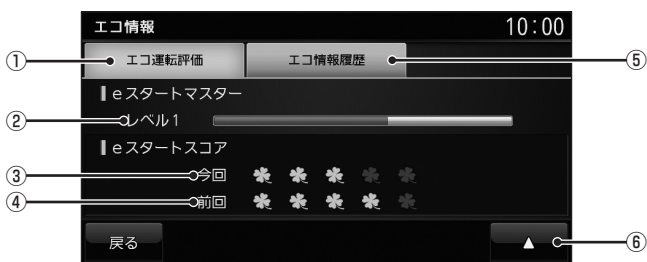 エコ情報 10:00
① エコ運転評価 エコ情報履歴 ⑤
eスタートマスター
② レベル1
eスタートスコア
③ 今回
④ 前回
戻る ▲ ⑥